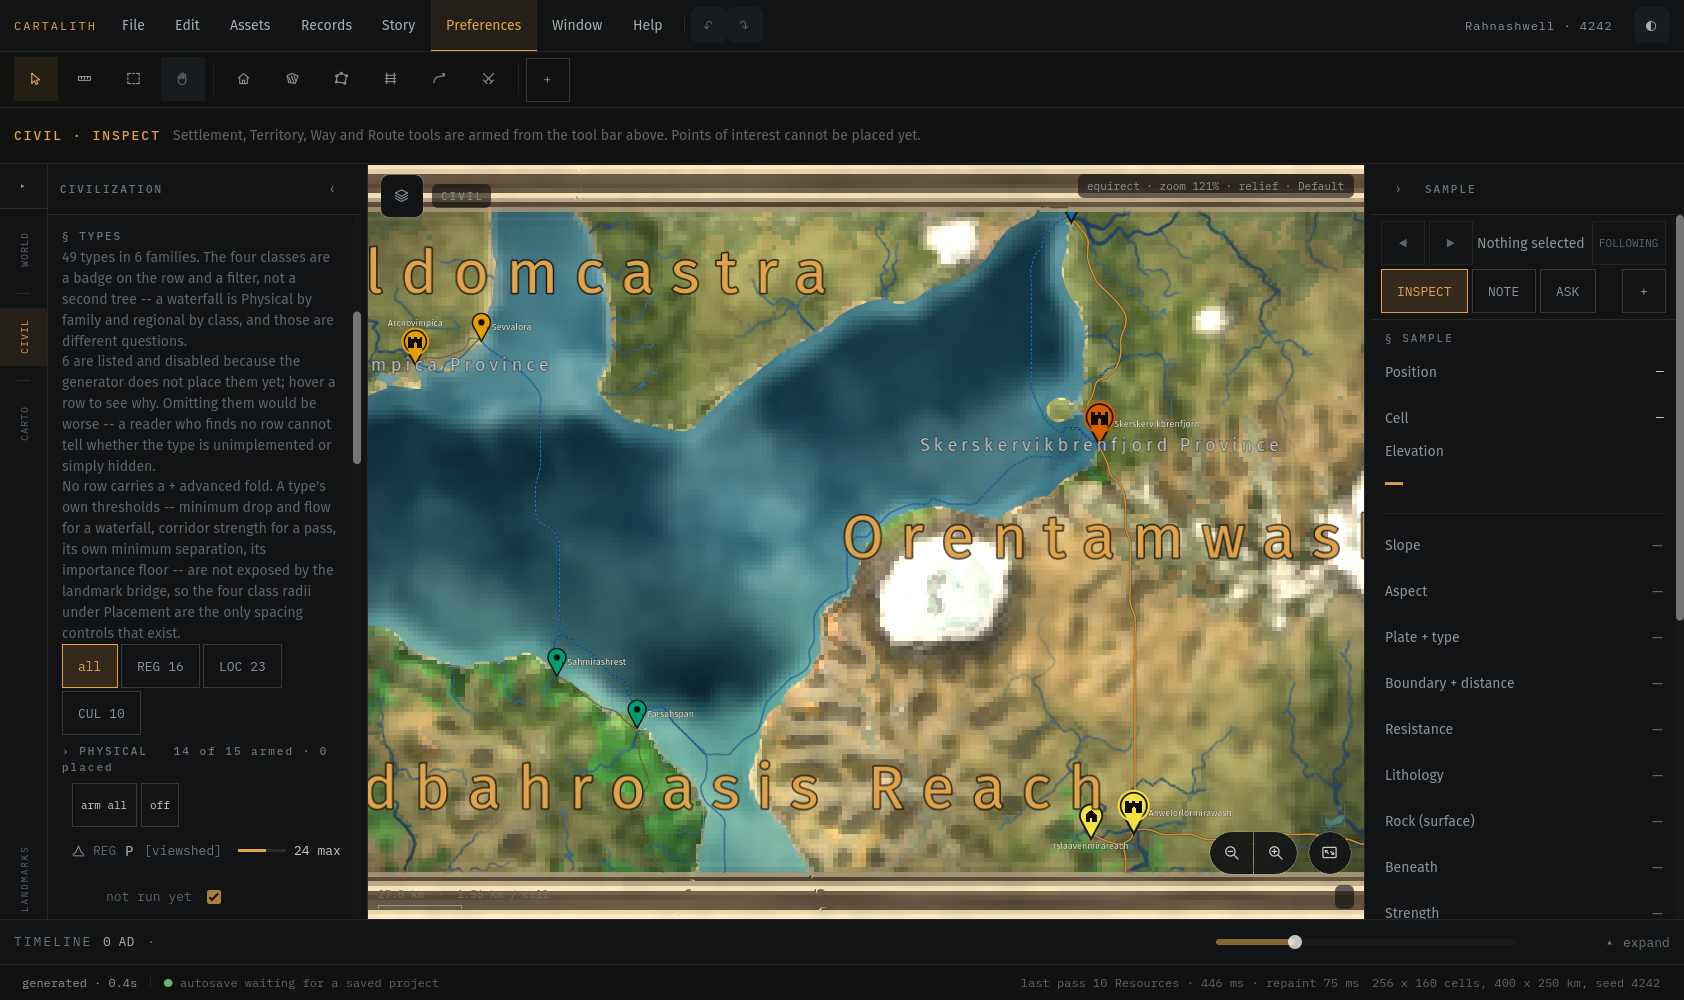 CARTALITH File Edit Assets Records Story Preferences Window Help Rahnashwell · 4242
CIVIL · INSPECT Settlement, Territory, Way and Route tools are armed from the tool bar above. Points of interest cannot be placed yet.
WORLD
CIVIL
CARTO
LANDMARKS
CIVILIZATION ‹
§ TYPES
49 types in 6 families. The four classes are
a badge on the row and a filter, not a
second tree -- a waterfall is Physical by
family and regional by class, and those are
different questions.
6 are listed and disabled because the
generator does not place them yet; hover a
row to see why. Omitting them would be
worse -- a reader who finds no row cannot
tell whether the type is unimplemented or
simply hidden.
No row carries a + advanced fold. A type's
own thresholds -- minimum drop and flow
for a waterfall, corridor strength for a pass,
its own minimum separation, its
importance floor -- are not exposed by the
landmark bridge, so the four class radii
under Placement are the only spacing
controls that exist.
all REG 16 LOC 23
CUL 10
› PHYSICAL 14 of 15 armed · 0
placed
arm all off
REG P [viewshed] 24 max
not run yet
CIVIL
equirect · zoom 121% · relief · Default
ldomcastra
Arcnovimpica
Sevvalora
mpica Province
Skerskervikbrenfjord
Skerskervikbrenfjord Province
Orentamwas
Sahmirashrest
Farsahspan
dbahroasis Reach
Anwelorlormirawash
Islaavenmirareach
27.8 km · 1.56 km / cell
› SAMPLE
Nothing selected FOLLOWING
INSPECT NOTE ASK +
§ SAMPLE
Position —
Cell —
Elevation
Slope —
Aspect —
Plate + type —
Boundary + distance —
Resistance —
Lithology —
Rock (surface) —
Beneath —
Strength —
TIMELINE 0 AD · expand
generated · 0.4s autosave waiting for a saved project last pass 10 Resources · 446 ms · repaint 75 ms 256 x 160 cells, 400 x 250 km, seed 4242